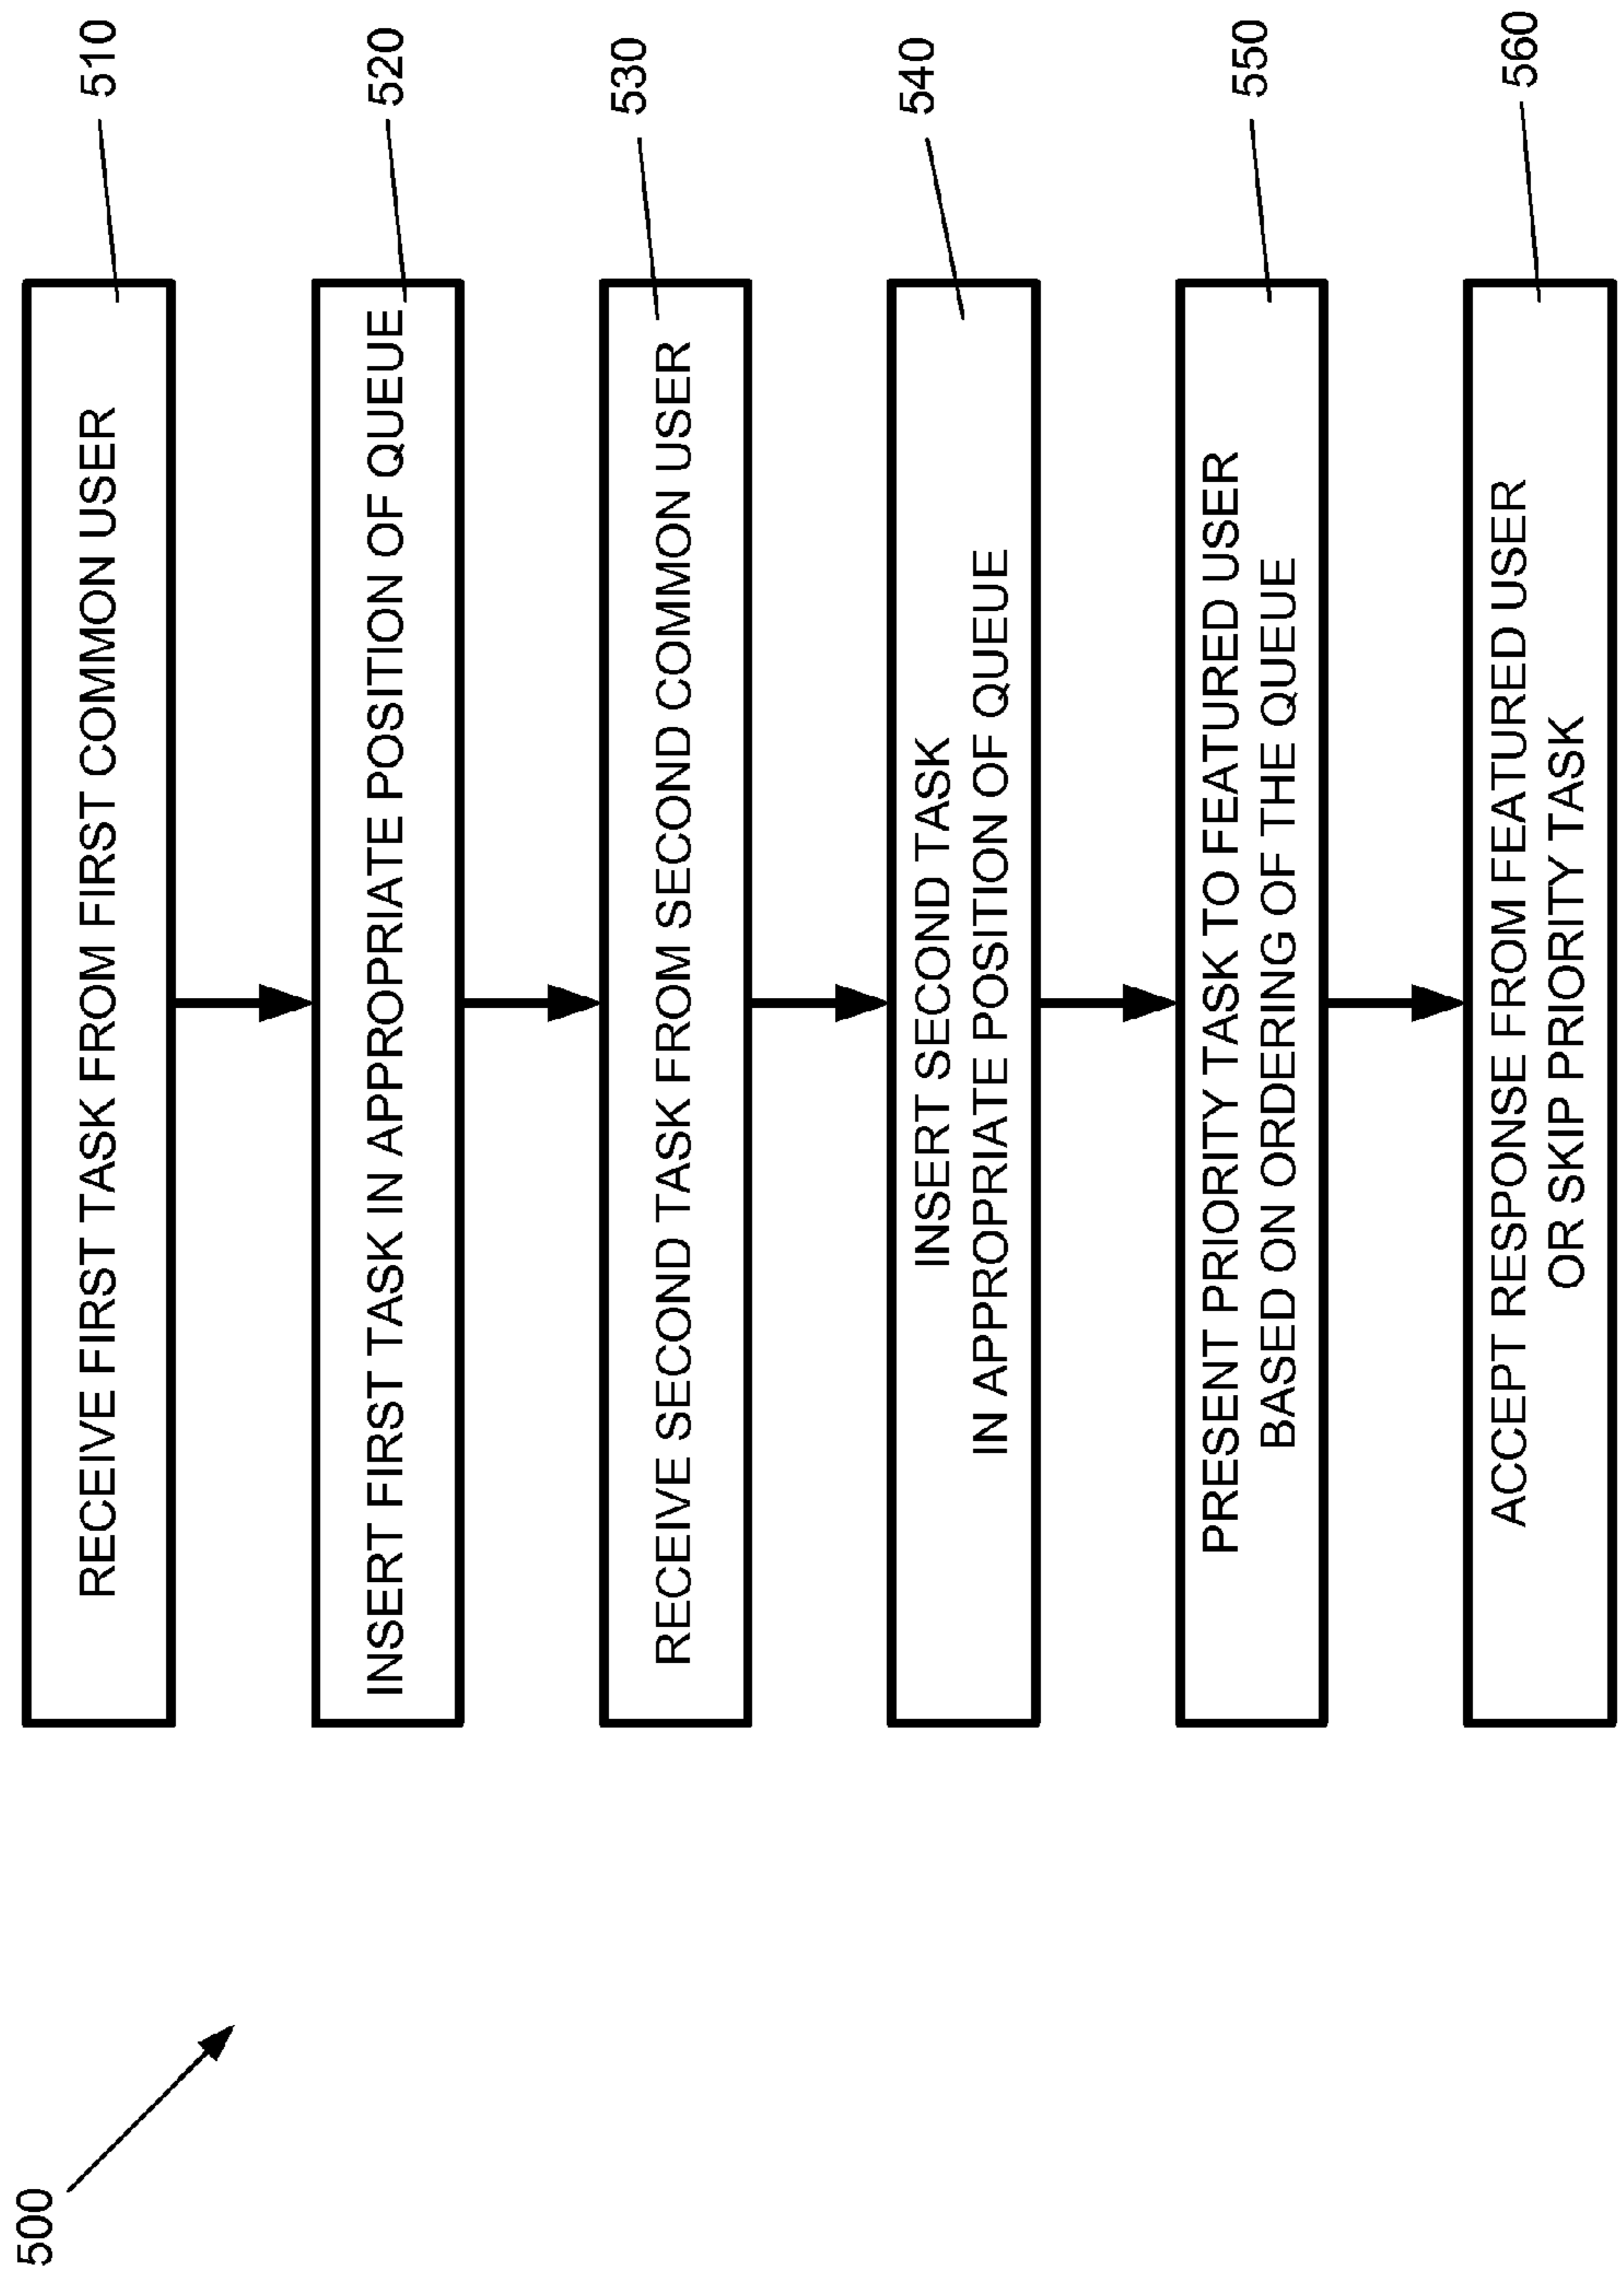 500
RECEIVE FIRST TASK FROM FIRST COMMON USER
510
INSERT FIRST TASK IN APPROPRIATE POSITION OF QUEUE
520
RECEIVE SECOND TASK FROM SECOND COMMON USER
530
INSERT SECOND TASK
IN APPROPRIATE POSITION OF QUEUE
540
PRESENT PRIORITY TASK TO FEATURED USER
BASED ON ORDERING OF THE QUEUE
550
ACCEPT RESPONSE FROM FEATURED USER
OR SKIP PRIORITY TASK
560